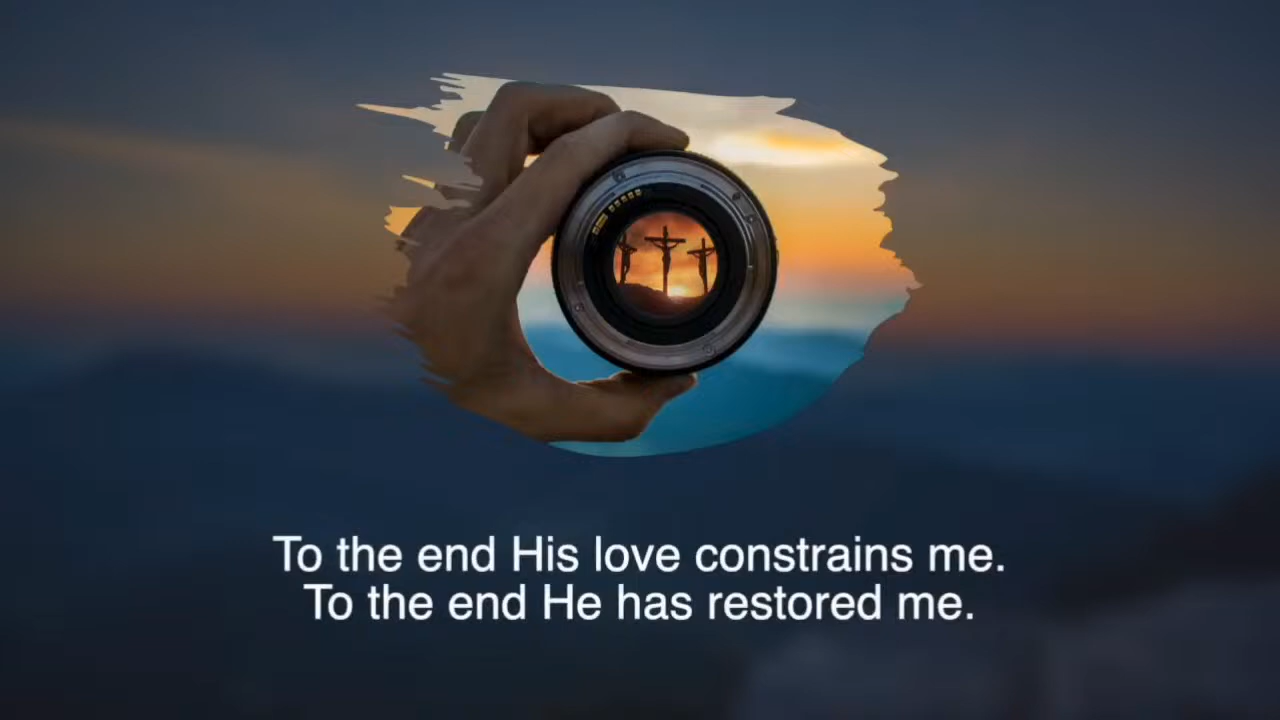 To the end His love constrains me.
To the end He has restored me.